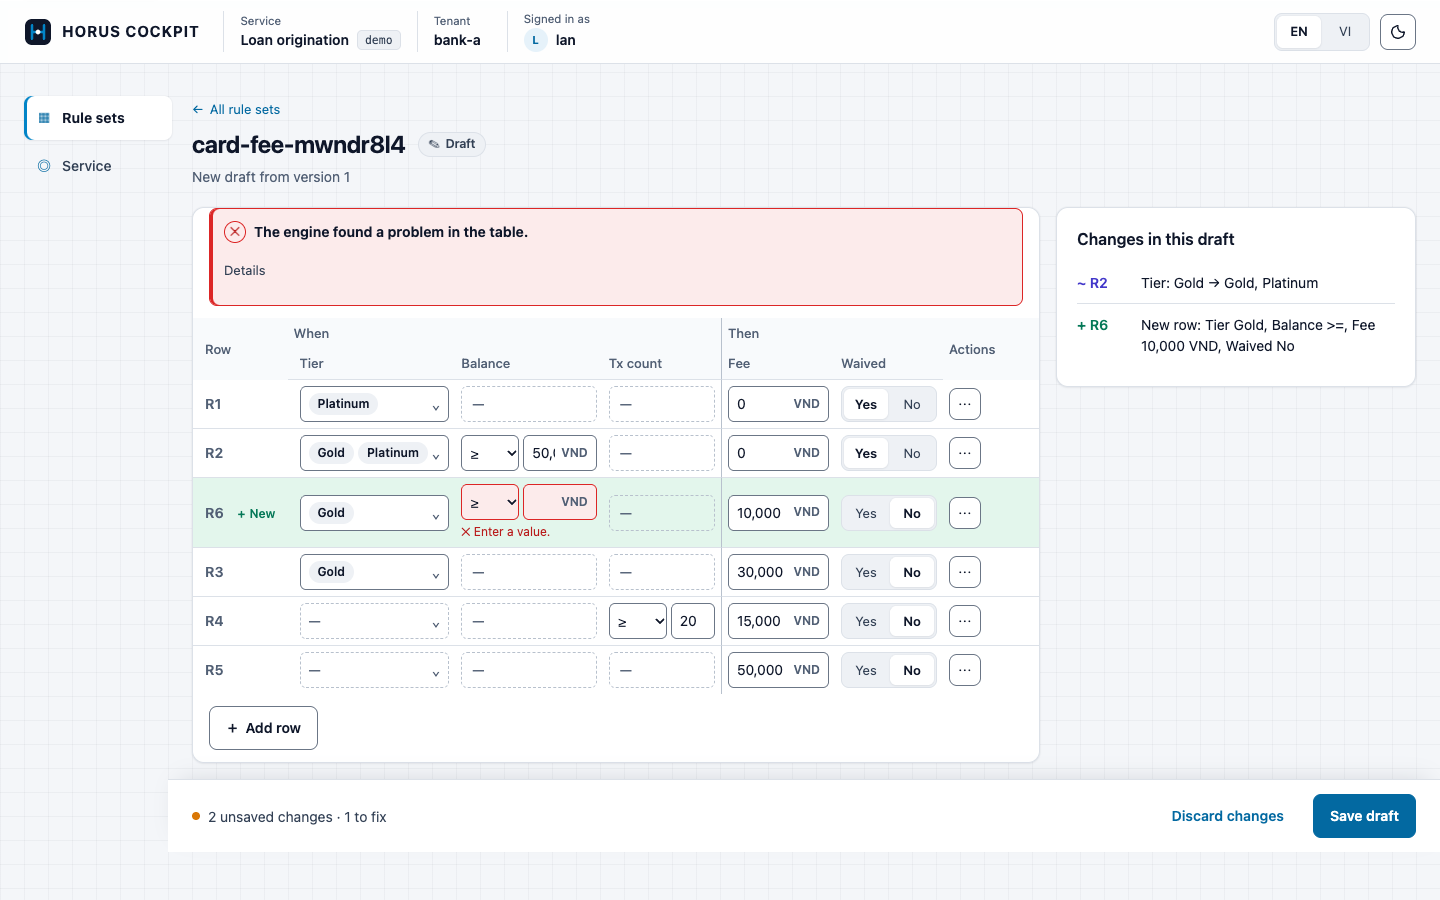 HORUS COCKPIT
Service
Loan origination demo
Tenant
bank-a
Signed in as
L lan
EN VI
Rule sets
Service
← All rule sets
card-fee-mwndr8l4
✎ Draft
New draft from version 1
The engine found a problem in the table.
Details
Row When Then Actions
Tier Balance Tx count Fee Waived
R1 Platinum — — 0 VND Yes No ...
R2 Gold Platinum ≥ 50,0 VND — 0 VND Yes No ...
R6 + New Gold ≥ VND — 10,000 VND Yes No ...
✕ Enter a value.
R3 Gold — — 30,000 VND Yes No ...
R4 — — ≥ 20 15,000 VND Yes No ...
R5 — — — 50,000 VND Yes No ...
+ Add row
Changes in this draft
~ R2 Tier: Gold → Gold, Platinum
+ R6 New row: Tier Gold, Balance >=, Fee
10,000 VND, Waived No
2 unsaved changes · 1 to fix
Discard changes
Save draft